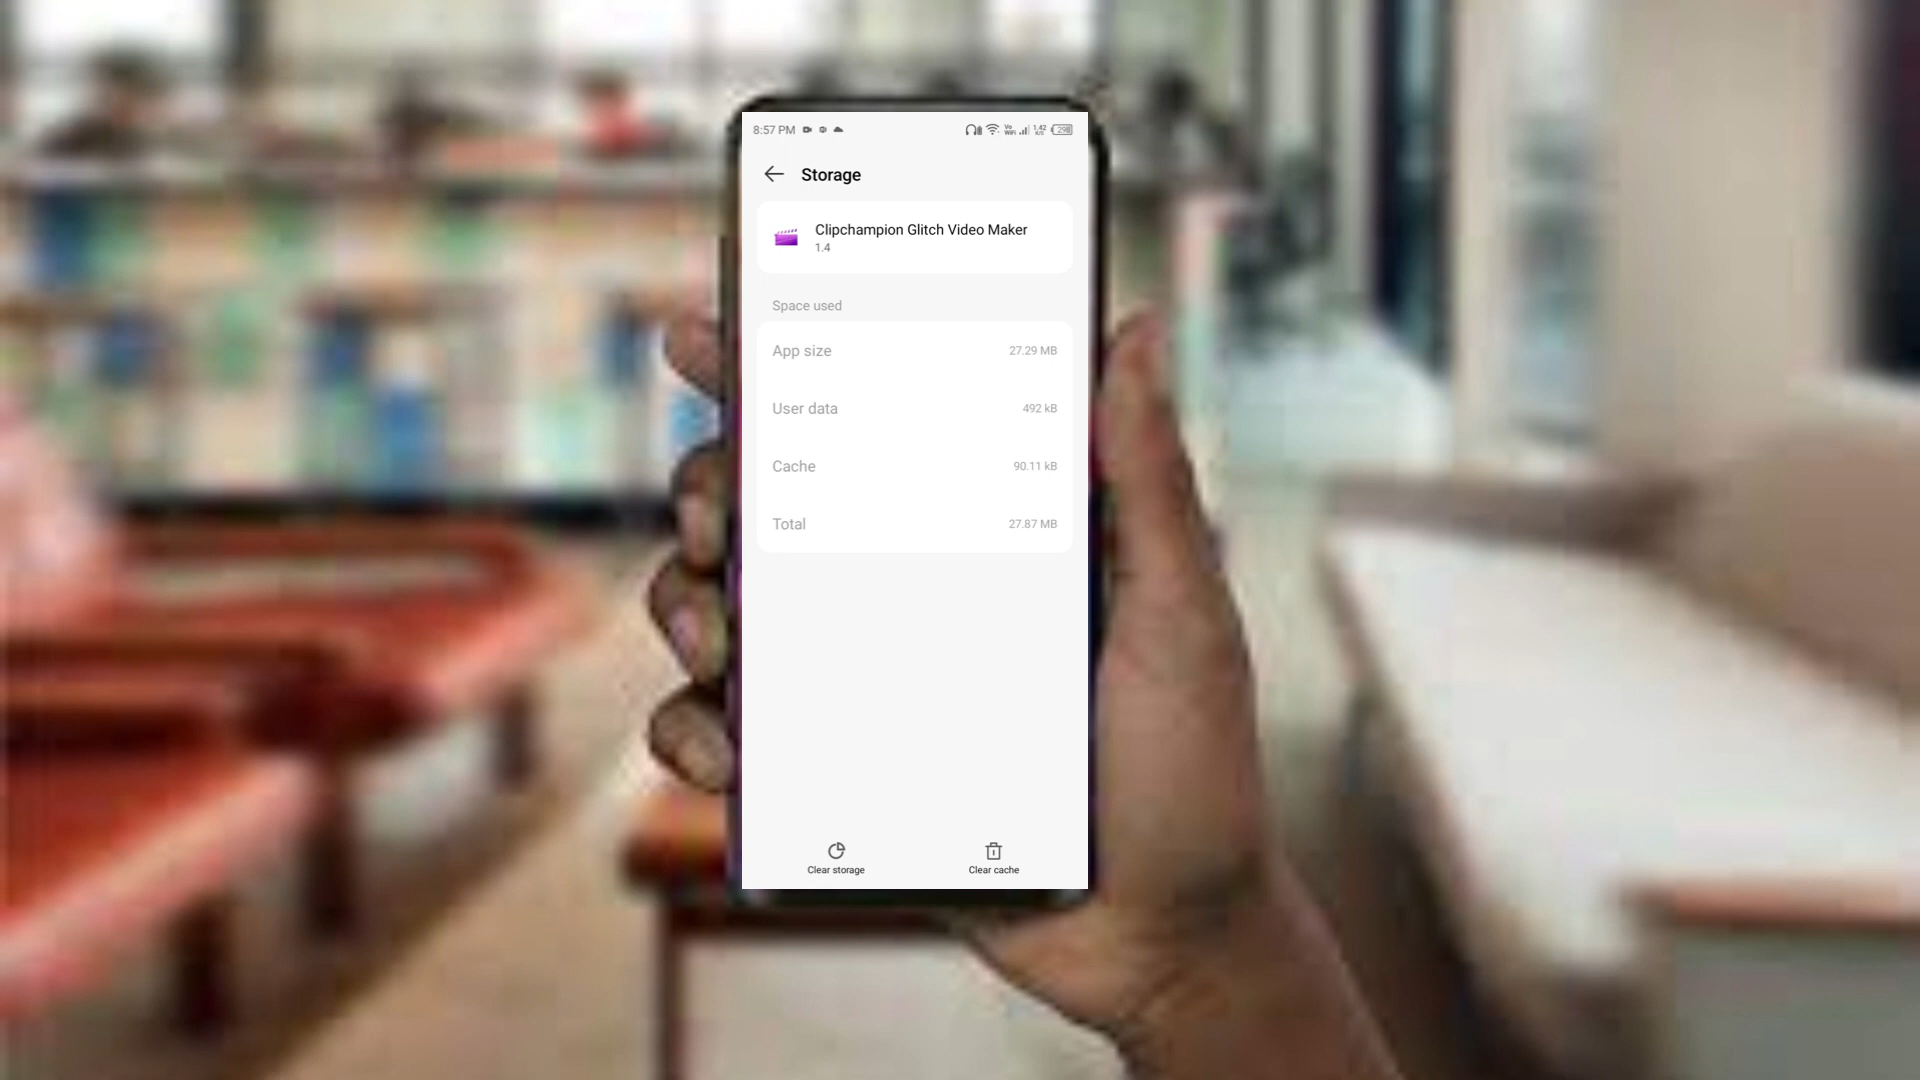 8:57 PM
Storage
Clipchampion Glitch Video Maker
1.4
Space used
App size 27.29 MB
User data 492 kB
Cache 90.11 kB
Total 27.87 MB
Clear storage Clear cache